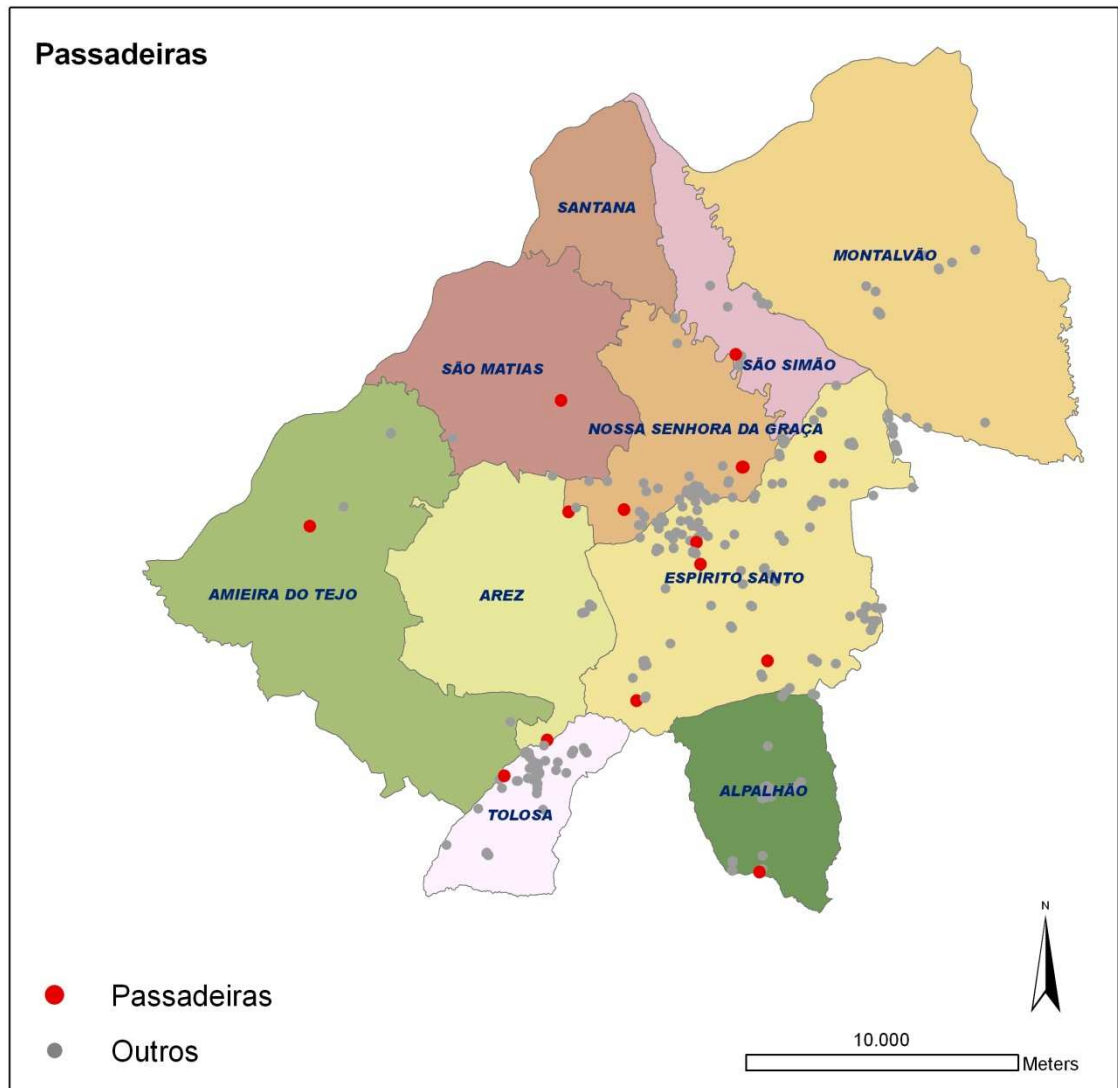 Passadeiras
SANTANA
MONTALVÃO
SÃO MATIAS
SÃO SIMÃO
NOSSA SENHORA DA GRAÇA
ESPÍRITO SANTO
AMIEIRA DO TEJO
AREZ
ALPALHÃO
TOLOSA
N
Passadeiras
Outros
10.000
Meters